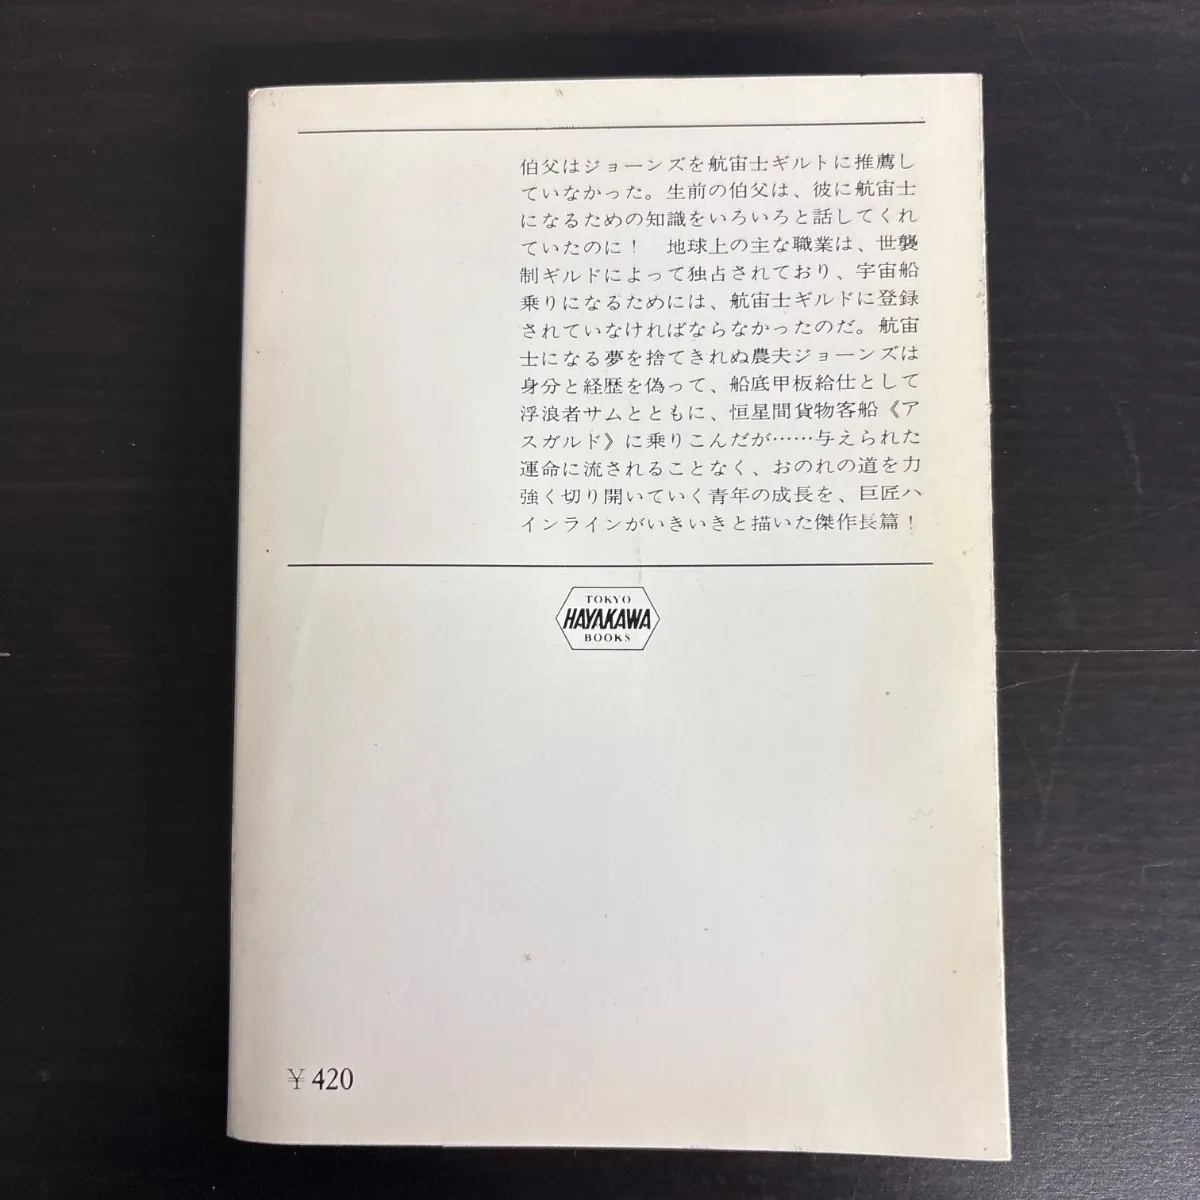 伯父はジョーンズを航宙士ギルトに推薦し
ていなかった。生前の伯父は、彼に航宙士
になるための知識をいろいろと話してくれ
ていたのに！　地球上の主な職業は、世襲
制ギルドによって独占されており、宇宙船
乗りになるためには、航宙士ギルドに登録
されていなければならなかったのだ。航宙
士になる夢を捨てきれぬ農夫ジョーンズは
身分と経歴を偽って、船底甲板給仕として
浮浪者サムとともに、恒星間貨物客船《ア
スガルド》に乗りこんだが……与えられた
運命に流されることなく、おのれの道を力
強く切り開いていく青年の成長を、巨匠ハ
インラインがいきいきと描いた傑作長篇！
TOKYO
HAYAKAWA
BOOKS
￥420